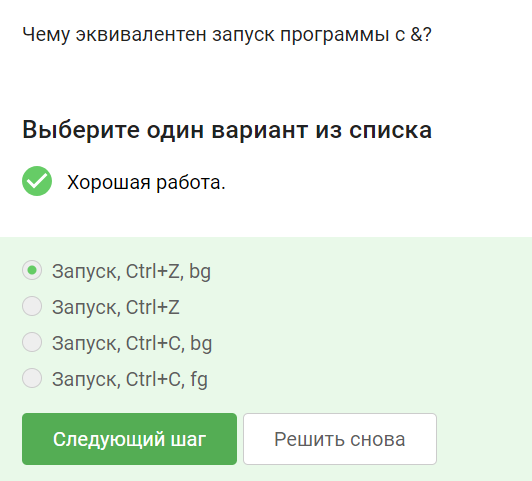 Чему эквивалентен запуск программы с &?
Выберите один вариант из списка
Хорошая работа.
Запуск, Ctrl+Z, bg
Запуск, Ctrl+Z
Запуск, Ctrl+C, bg
Запуск, Ctrl+C, fg
Следующий шаг
Решить снова